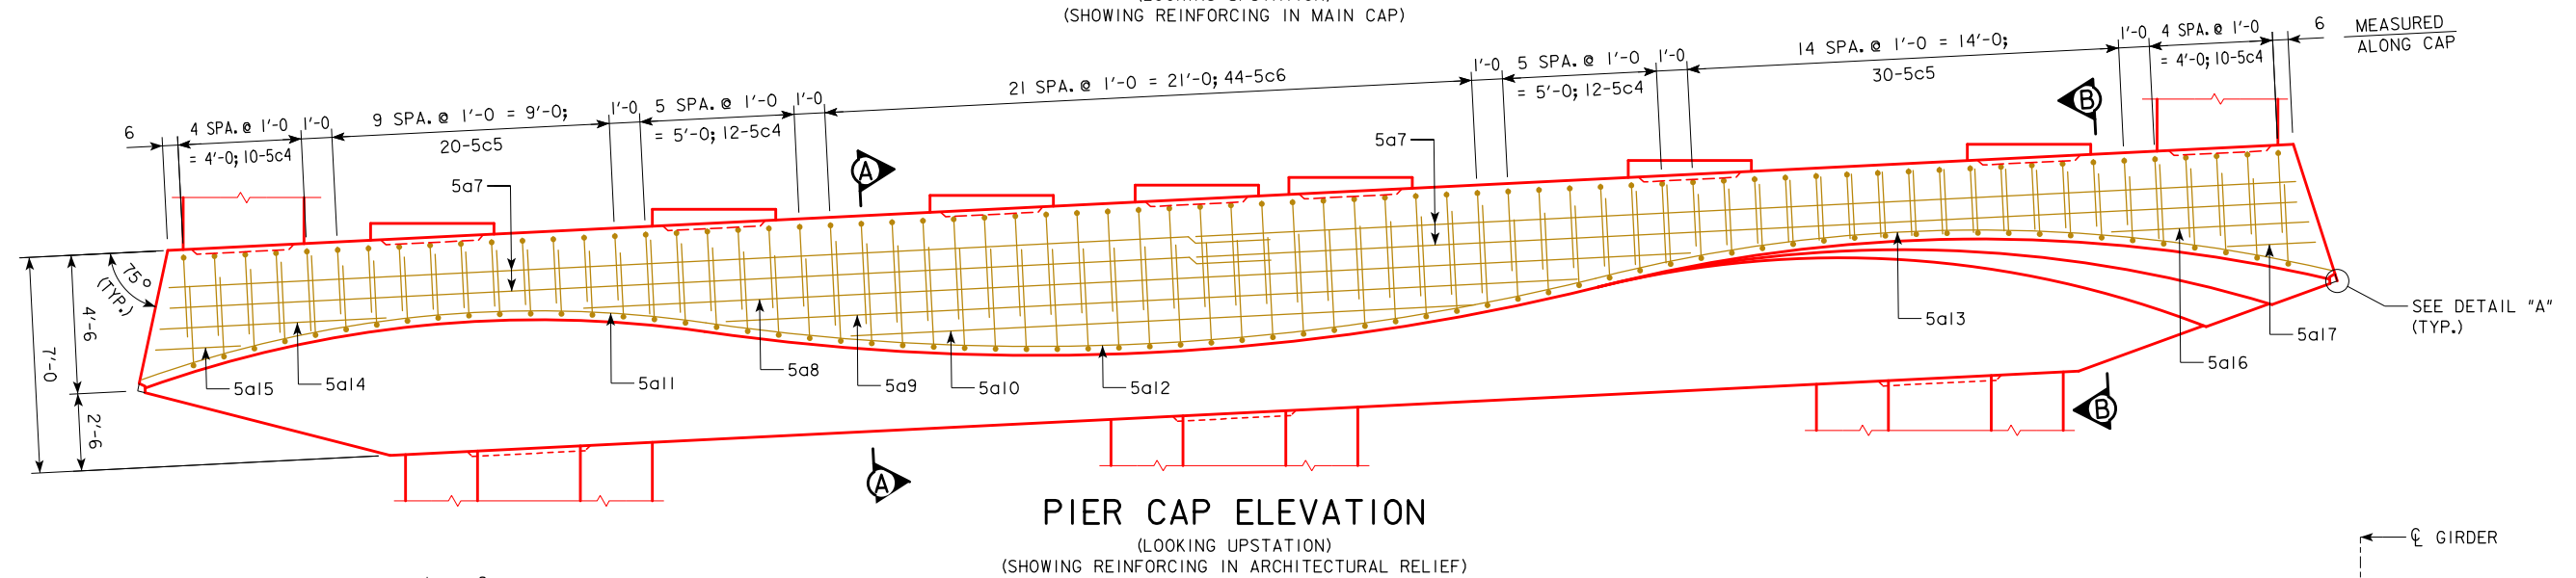 (SHOWING REINFORCING IN MAIN CAP)
6
4 SPA. @ 1'-0
= 4'-0; 10-5c4
1'-0
9 SPA. @ 1'-0 = 9'-0;
20-5c5
1'-0
5 SPA. @ 1'-0
= 5'-0; 12-5c4
1'-0
21 SPA. @ 1'-0 = 21'-0; 44-5c6
1'-0
5 SPA. @ 1'-0
= 5'-0; 12-5c4
1'-0
14 SPA. @ 1'-0 = 14'-0;
30-5c5
1'-0
4 SPA. @ 1'-0
= 4'-0; 10-5c4
6
MEASURED
ALONG CAP
A
B
5a7
5a7
75°
(TYP.)
4'-6
7'-0
2'-6
5a15
5a14
5a11
5a8
5a9
5a10
5a12
5a13
5a16
5a17
SEE DETAIL "A"
(TYP.)
A
B
PIER CAP ELEVATION
(LOOKING UPSTATION)
(SHOWING REINFORCING IN ARCHITECTURAL RELIEF)
℄ GIRDER